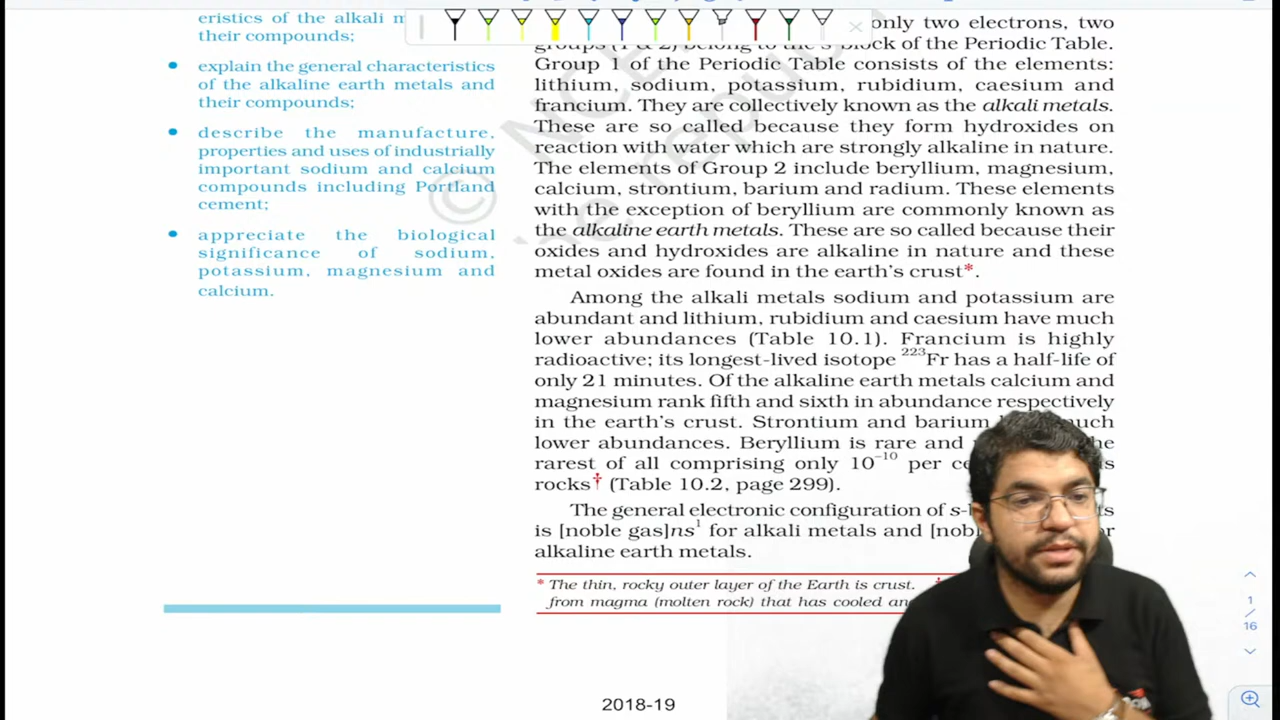 eristics of the alkali
their compounds;
• explain the general characteristics
of the alkaline earth metals and
their compounds;
• describe the manufacture,
properties and uses of industrially
important sodium and calcium
compounds including Portland
cement;
• appreciate the biological
significance of sodium,
potassium, magnesium and
calcium.
only two electrons, two
groups (1 & 2) belong to the s-block of the Periodic Table.
Group 1 of the Periodic Table consists of the elements:
lithium, sodium, potassium, rubidium, caesium and
francium. They are collectively known as the alkali metals.
These are so called because they form hydroxides on
reaction with water which are strongly alkaline in nature.
The elements of Group 2 include beryllium, magnesium,
calcium, strontium, barium and radium. These elements
with the exception of beryllium are commonly known as
the alkaline earth metals. These are so called because their
oxides and hydroxides are alkaline in nature and these
metal oxides are found in the earth's crust*.
Among the alkali metals sodium and potassium are
abundant and lithium, rubidium and caesium have much
lower abundances (Table 10.1). Francium is highly
radioactive; its longest-lived isotope ²²³Fr has a half-life of
only 21 minutes. Of the alkaline earth metals calcium and
magnesium rank fifth and sixth in abundance respectively
in the earth's crust. Strontium and barium much
lower abundances. Beryllium is rare and
rarest of all comprising only 10⁻¹⁰ per
rocks† (Table 10.2, page 299).
The general electronic configuration of
is [noble gas]ns¹ for alkali metals and
alkaline earth metals.
* The thin, rocky outer layer of the Earth is crust. †
from magma (molten rock) that has cooled
2018-19
1
/
16